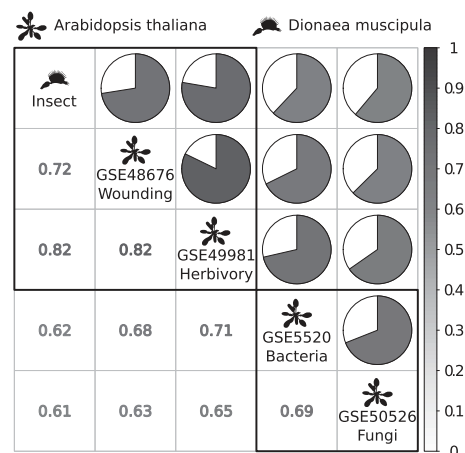 Arabidopsis thaliana Dionaea muscipula
1
Insect
0.9
0.8
0.72 GSE48676
Wounding
0.7
0.6
0.82 0.82 GSE49981
Herbivory
0.5
0.4
0.62 0.68 0.71 GSE5520
Bacteria
0.3
0.2
0.61 0.63 0.65 0.69 GSE50526
Fungi
0.1
0